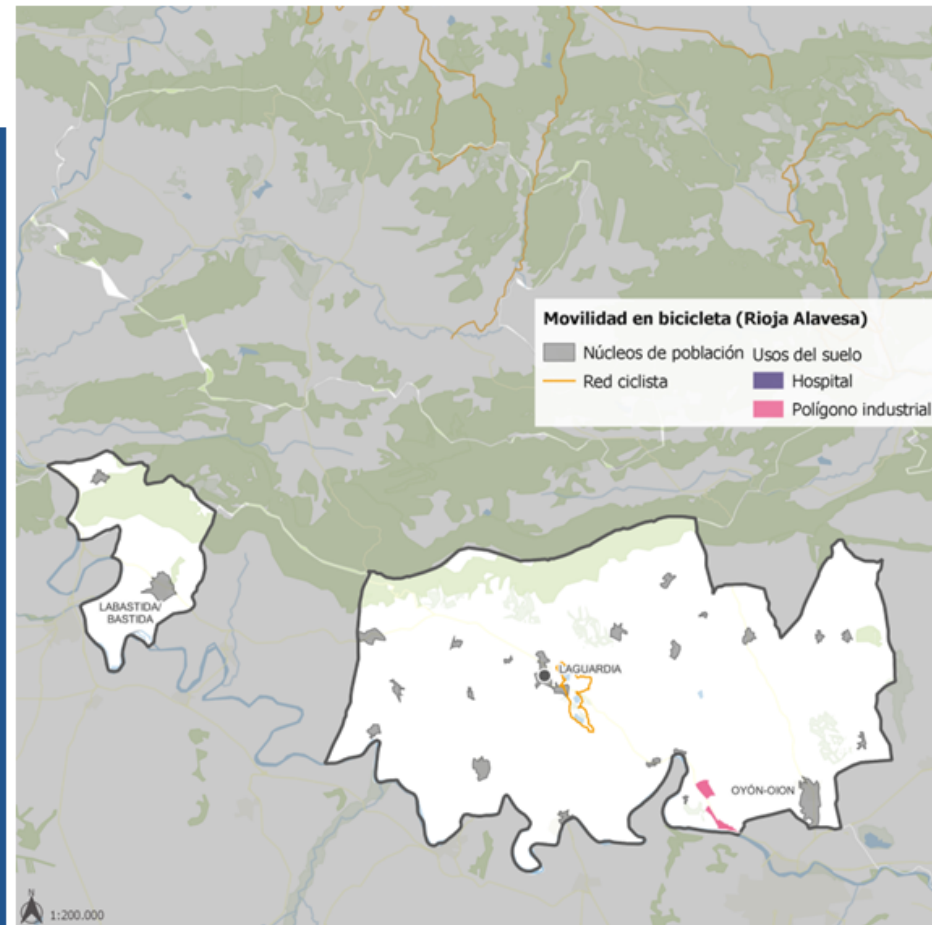 Movilidad en bicicleta (Rioja Alavesa)
Núcleos de población
Usos del suelo
Red ciclista
Hospital
Polígono industrial
LABASTIDA/
BASTIDA
LAGUARDIA
OYÓN-OION
N
1:200.000